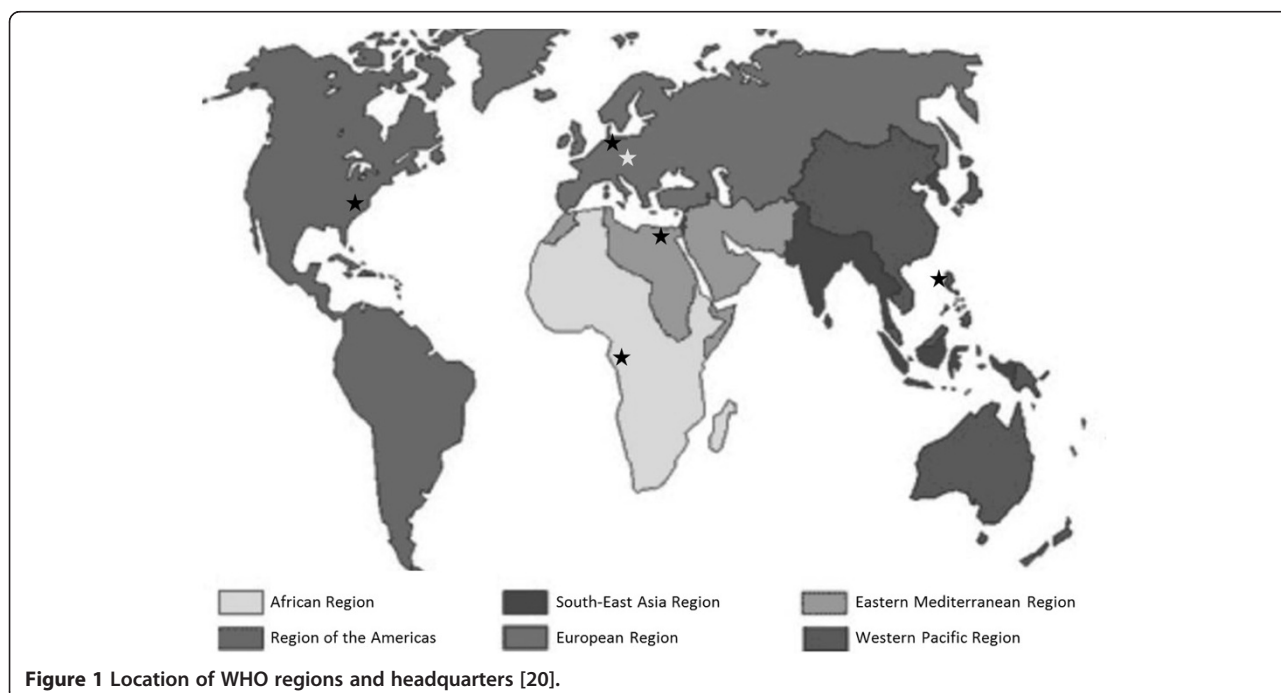 African Region
South-East Asia Region
Eastern Mediterranean Region
Region of the Americas
European Region
Western Pacific Region
Figure 1 Location of WHO regions and headquarters [20].